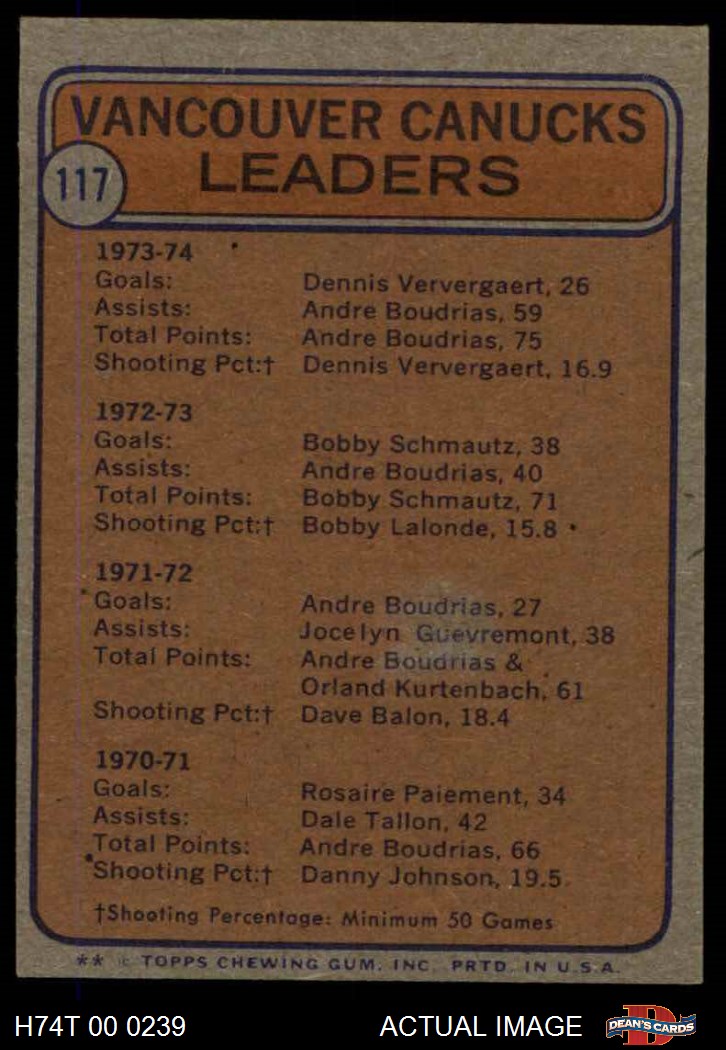 VANCOUVER CANUCKS
LEADERS
117
1973-74
Goals: Dennis Ververgaert, 26
Assists: Andre Boudrias, 59
Total Points: Andre Boudrias, 75
Shooting Pct:† Dennis Ververgaert, 16.9
1972-73
Goals: Bobby Schmautz, 38
Assists: Andre Boudrias, 40
Total Points: Bobby Schmautz, 71
Shooting Pct:† Bobby Lalonde, 15.8
1971-72
Goals: Andre Boudrias, 27
Assists: Jocelyn Guevremont, 38
Total Points: Andre Boudrias &
Orland Kurtenbach, 61
Shooting Pct:† Dave Balon, 18.4
1970-71
Goals: Rosaire Paiement, 34
Assists: Dale Tallon, 42
Total Points: Andre Boudrias, 66
Shooting Pct:† Danny Johnson, 19.5
†Shooting Percentage: Minimum 50 Games
** © TOPPS CHEWING GUM, INC. PRTD. IN U.S.A.
H74T 00 0239 ACTUAL IMAGE D DEAN'S CARDS